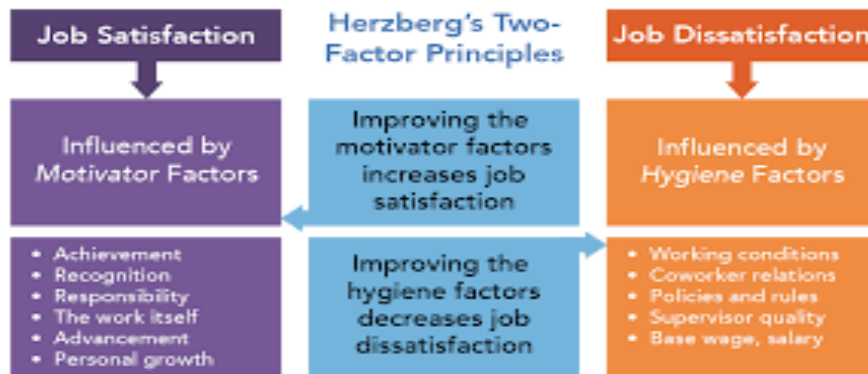 Job Satisfaction
Influenced by
Motivator Factors
• Achievement
• Recognition
• Responsibility
• The work itself
• Advancement
• Personal growth
Herzberg's Two-
Factor Principles
Improving the
motivator factors
increases job
satisfaction
Improving the
hygiene factors
decreases job
dissatisfaction
Job Dissatisfaction
Influenced by
Hygiene Factors
• Working conditions
• Coworker relations
• Policies and rules
• Supervisor quality
• Base wage, salary